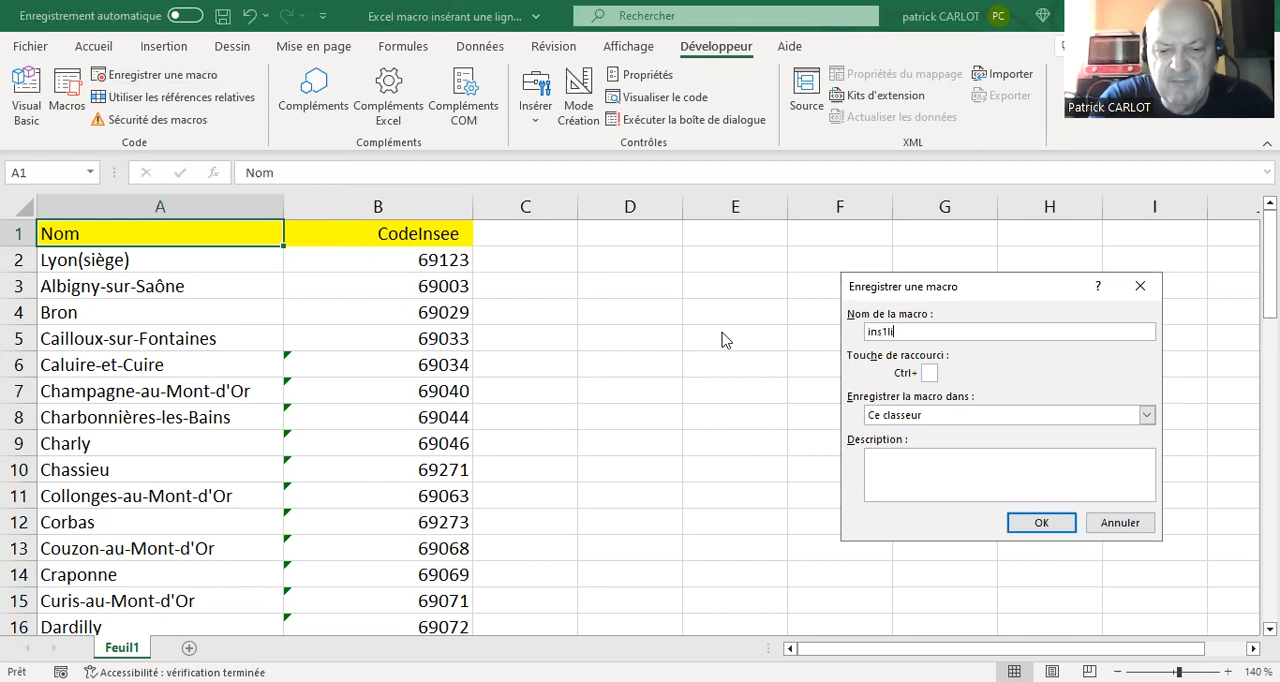 Enregistrement automatique
Excel macro insérant une lign...
Rechercher
patrick CARLOT
PC
Fichier Accueil Insertion Dessin Mise en page Formules Données Révision Affichage Développeur Aide
Visual Basic
Macros
Enregistrer une macro
Utiliser les références relatives
Sécurité des macros
Code
Compléments
Compléments Excel
Compléments COM
Compléments
Insérer
Mode Création
Propriétés
Visualiser le code
Exécuter la boîte de dialogue
Contrôles
Source
Propriétés du mappage
Kits d'extension
Actualiser les données
Importer
Exporter
XML
Patrick CARLOT
A1
fx
Nom
A B C D E F G H I
1 Nom CodeInsee
2 Lyon(siège) 69123
3 Albigny-sur-Saône 69003
4 Bron 69029
5 Cailloux-sur-Fontaines 69033
6 Caluire-et-Cuire 69034
7 Champagne-au-Mont-d'Or 69040
8 Charbonnières-les-Bains 69044
9 Charly 69046
10 Chassieu 69271
11 Collonges-au-Mont-d'Or 69063
12 Corbas 69273
13 Couzon-au-Mont-d'Or 69068
14 Craponne 69069
15 Curis-au-Mont-d'Or 69071
16 Dardilly 69072
Enregistrer une macro ?
Nom de la macro :
ins1li
Touche de raccourci :
Ctrl+
Enregistrer la macro dans :
Ce classeur
Description :
OK Annuler
Feuil1
Prêt
Accessibilité : vérification terminée
140 %